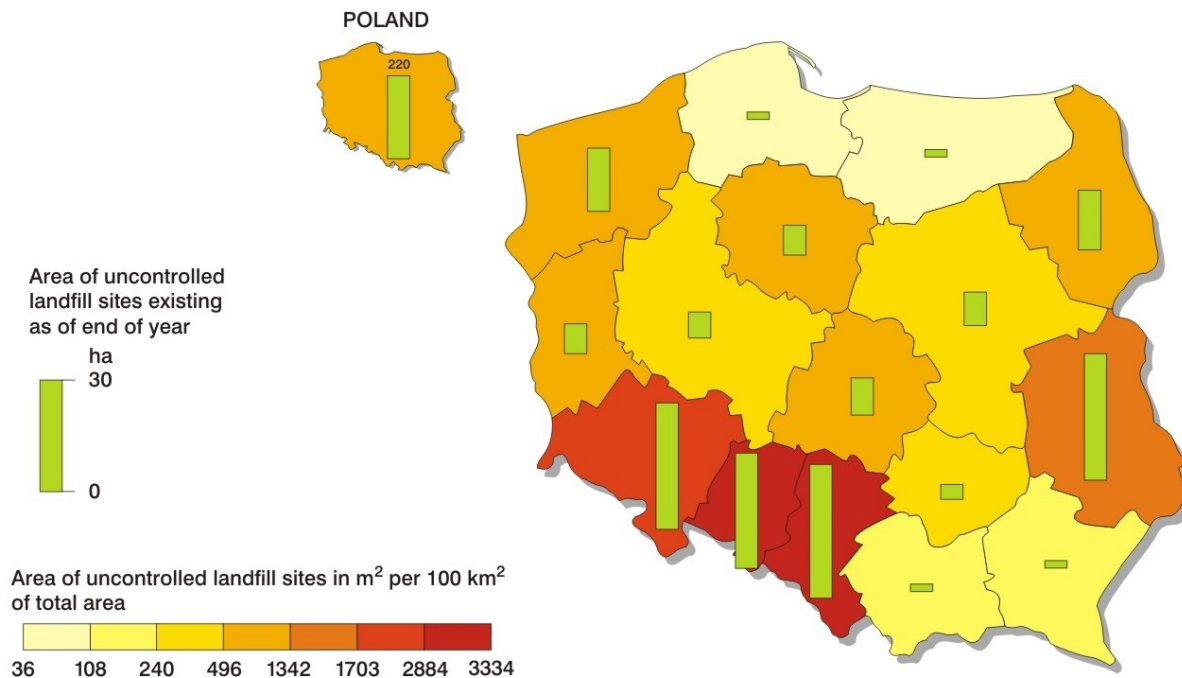 POLAND
220
Area of uncontrolled
landfill sites existing
as of end of year
ha
30
0
Area of uncontrolled landfill sites in m² per 100 km²
of total area
36 108 240 496 1342 1703 2884 3334